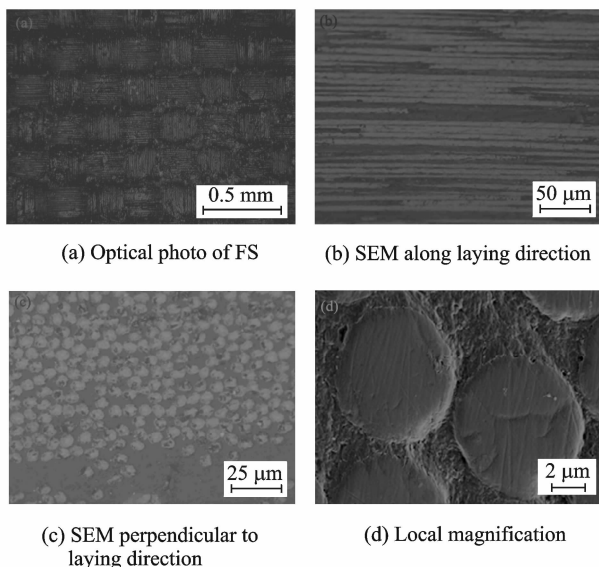 (a)
(b)
0.5 mm
50 μm
(a) Optical photo of FS
(b) SEM along laying direction
(c)
(d)
25 μm
2 μm
(c) SEM perpendicular to
laying direction
(d) Local magnification